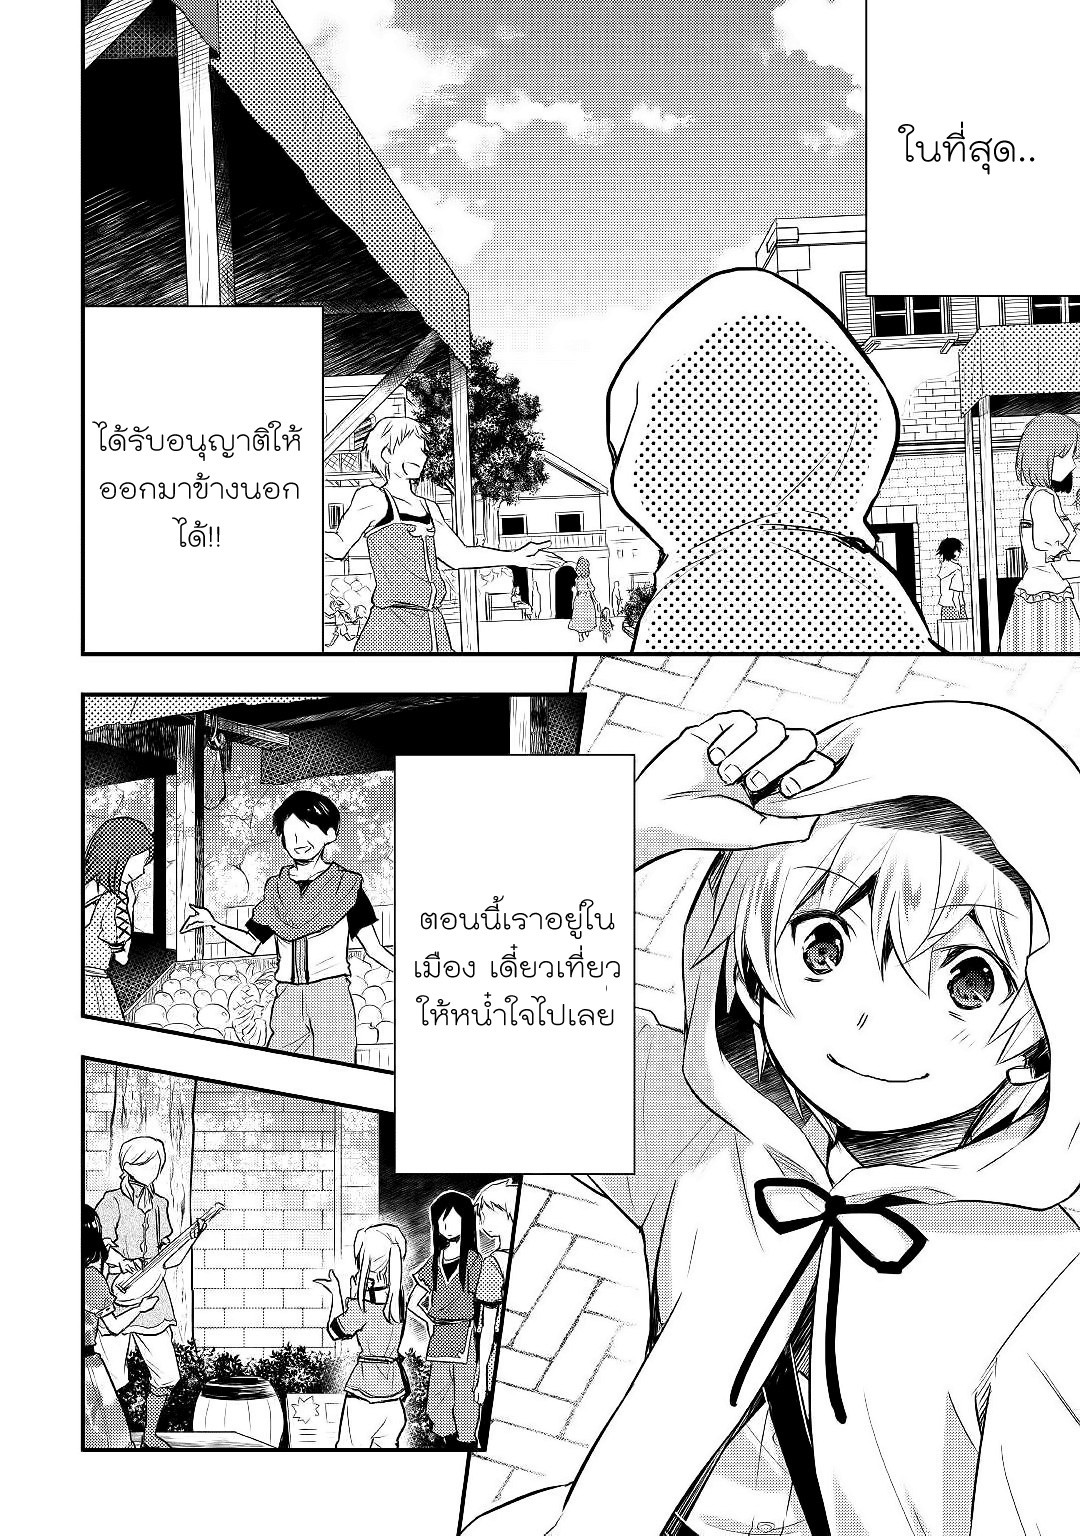 ในที่สุด..
ได้รับอนุญาติให้
ออกมาข้างนอก
ได้!!
ตอนนี้เราอยู่ใน
เมือง เดี๋ยวเที่ยว
ให้หน่ำใจไปเลย